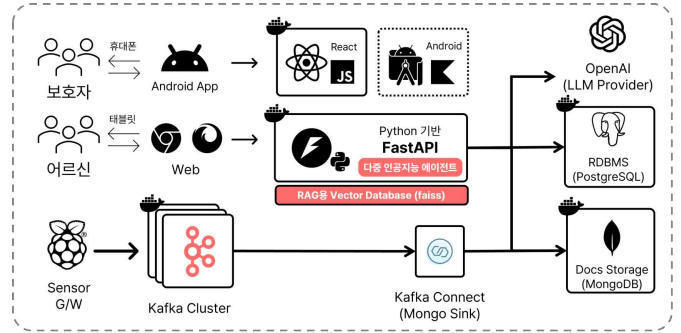 휴대폰
보호자
Android App
React
JS
Android
OpenAI
(LLM Provider)
태블릿
어르신
Web
Python 기반
FastAPI
다중 인공지능 에이전트
RAG용 Vector Database (faiss)
RDBMS
(PostgreSQL)
Sensor
G/W
Kafka Cluster
Kafka Connect
(Mongo Sink)
Docs Storage
(MongoDB)